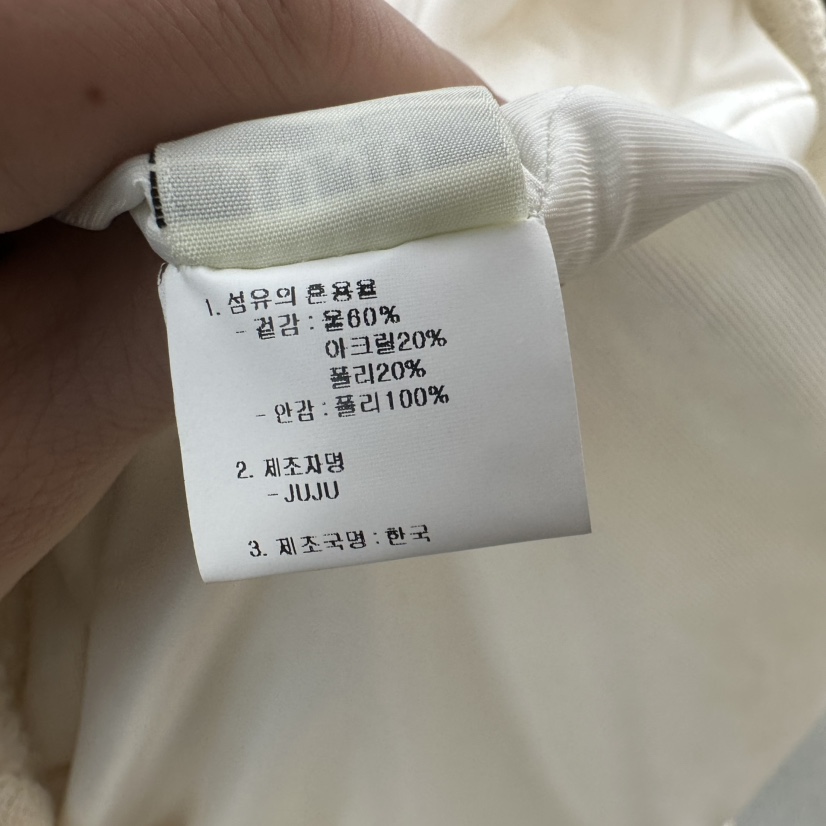 1. 섬유의 혼용율
- 겉감 : 울60%
아크릴20%
폴리20%
- 안감 : 폴리100%
2. 제조자명
- JUJU
3. 제조국명 : 한국